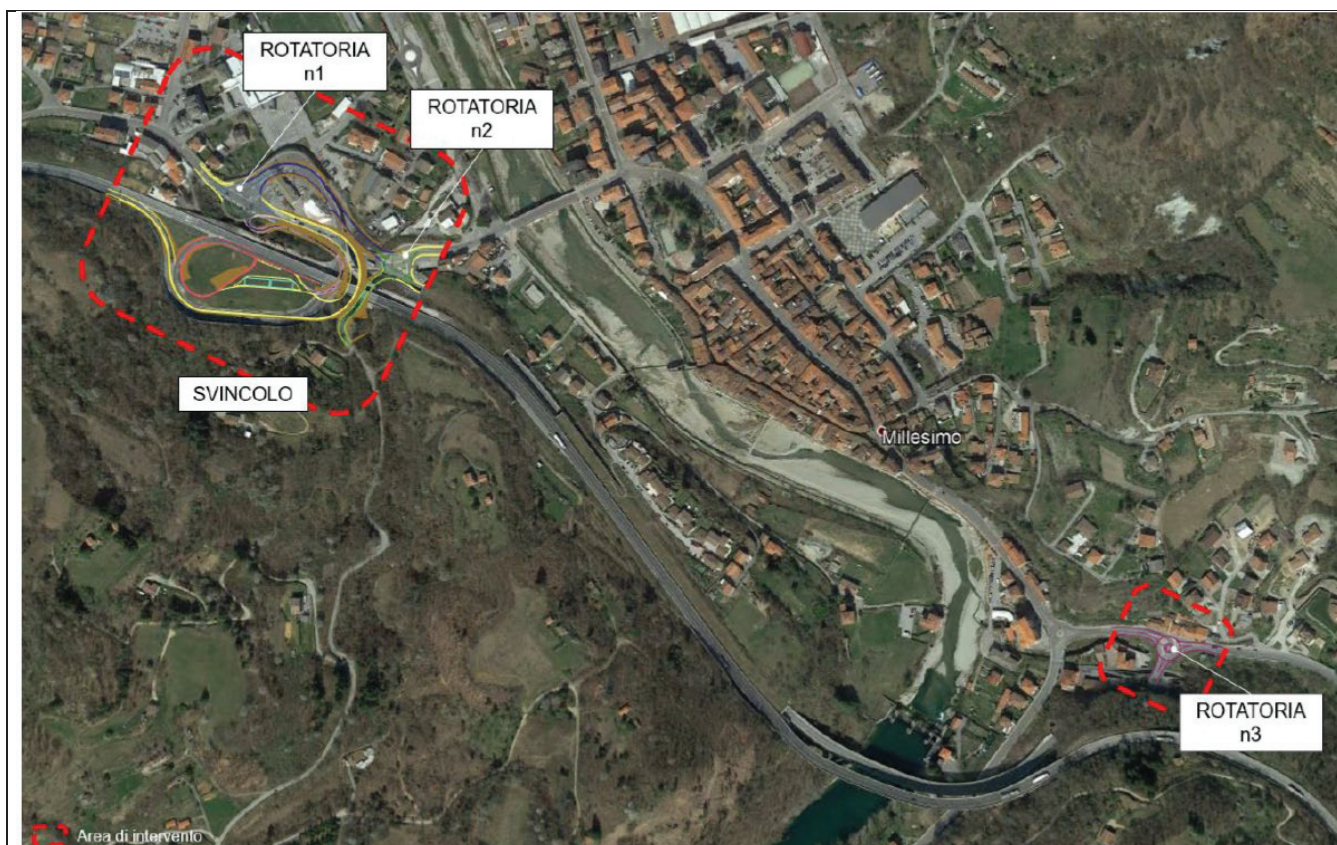 ROTATORIA
n1
ROTATORIA
n2
SVINCOLO
Millesimo
ROTATORIA
n3
Area di intervento